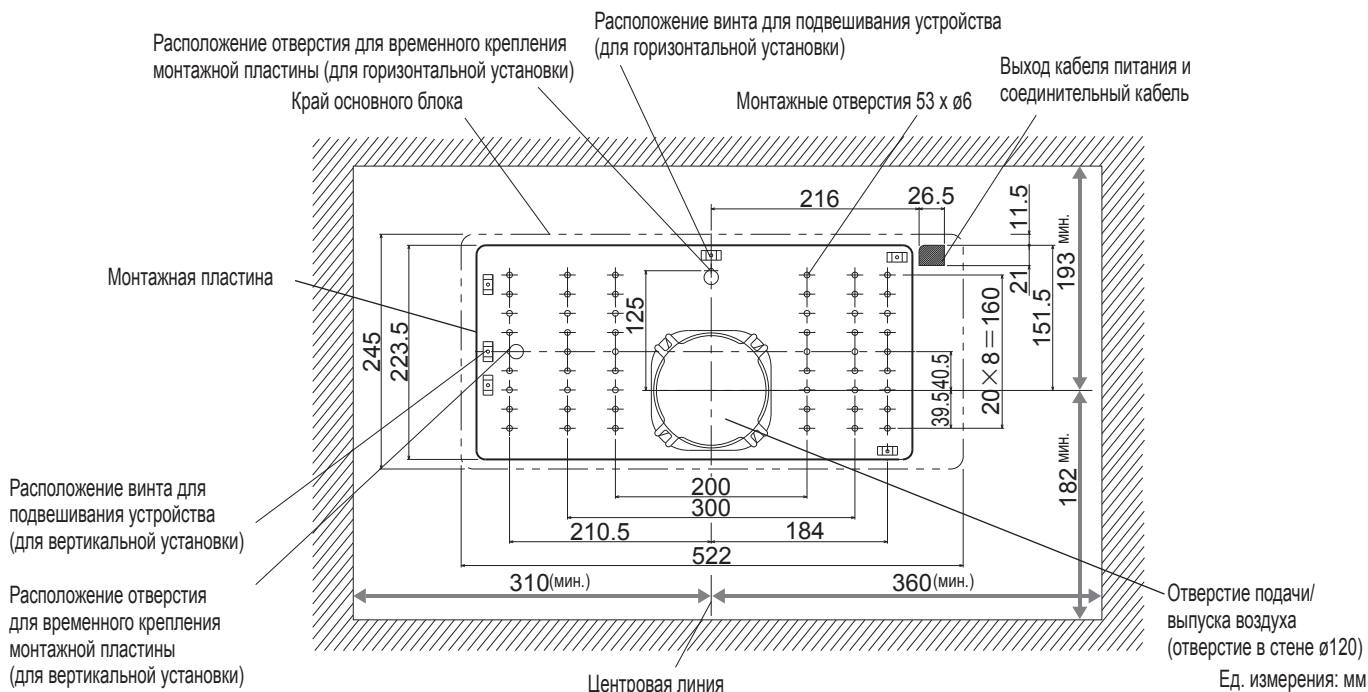 Расположение винта для подвешивания устройства
(для горизонтальной установки)
Расположение отверстия для временного крепления
монтажной пластины (для горизонтальной установки)
Выход кабеля питания и
соединительный кабель
Край основного блока
Монтажные отверстия 53 x ø6
216
26.5
11.5
193 мин.
Монтажная пластина
21
125
151.5
245
223.5
20×8=160
39.5
40.5
182 мин.
200
300
210.5
184
522
310(мин.)
360(мин.)
Расположение винта для
подвешивания устройства
(для вертикальной установки)
Расположение отверстия
для временного крепления
монтажной пластины
(для вертикальной установки)
Отверстие подачи/
выпуска воздуха
(отверстие в стене ø120)
Центровая линия
Ед. измерения: мм